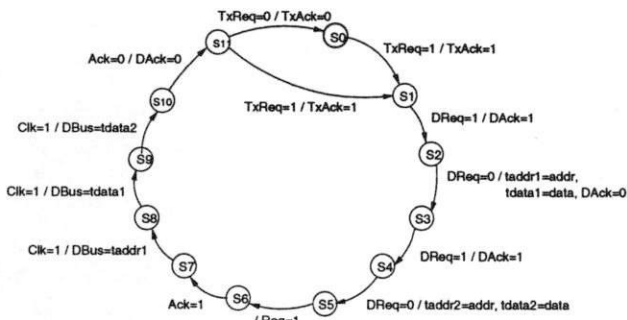 TxReq=0 / TxAck=0
S11
S0
TxReq=1 / TxAck=1
Ack=0 / DAck=0
S10
TxReq=1 / TxAck=1
S1
DReq=1 / DAck=1
Clk=1 / DBus=tdata2
S2
S9
DReq=0 / taddr1=addr,
tdata1=data, DAck=0
Clk=1 / DBus=tdata1
S8
S3
Clk=1 / DBus=taddr1
DReq=1 / DAck=1
S7
S4
Ack=1
S6
S5
DReq=0 / taddr2=addr, tdata2=data
/ Req=1